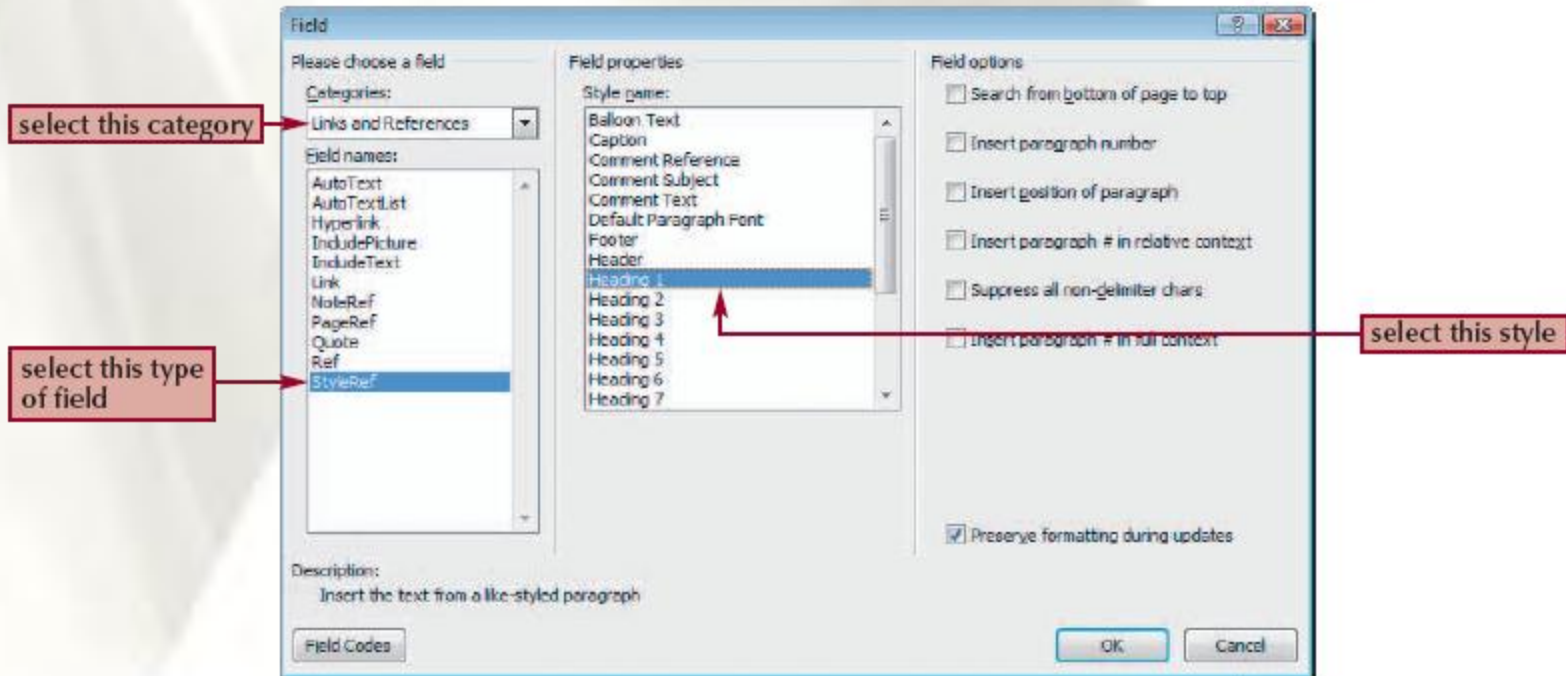 Field
Please choose a field
Categories:
Links and References
Field names:
AutoText
AutoTextList
Hyperlink
IncludePicture
IncludeText
Link
NoteRef
PageRef
Quote
Ref
StyleRef
Field properties
Style name:
Balloon Text
Caption
Comment Reference
Comment Subject
Comment Text
Default Paragraph Font
Footer
Header
Heading 1
Heading 2
Heading 3
Heading 4
Heading 5
Heading 6
Heading 7
Field options
Search from bottom of page to top
Insert paragraph number
Insert position of paragraph
Insert paragraph # in relative context
Suppress all non-delimiter chars
Insert paragraph # in full context
Preserve formatting during updates
Description:
Insert the text from a like-styled paragraph
Field Codes
OK
Cancel
select this category
select this type
of field
select this style